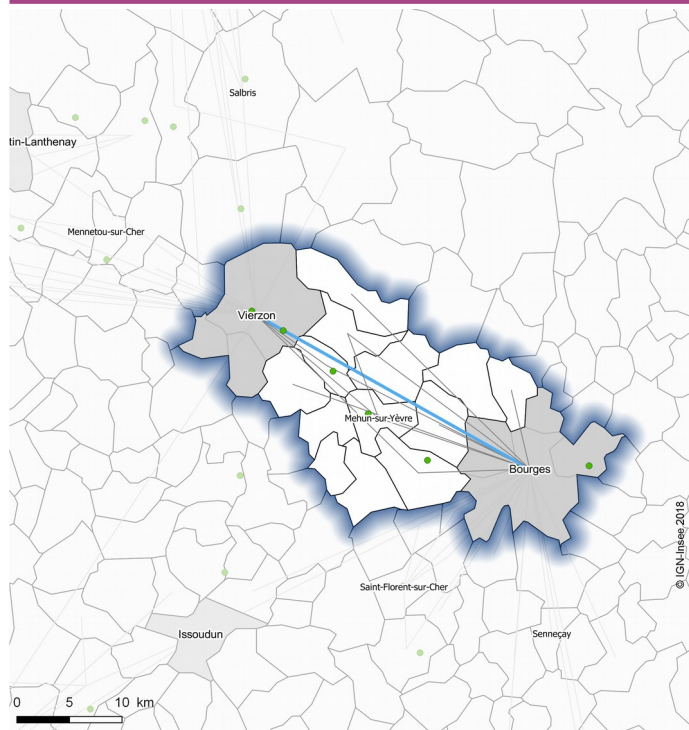 Salbris
tin-Lanthenay
Mennetou-sur-Cher
Vierzon
Mehun-sur-Yèvre
Bourges
© IGN-Insee 2018
Saint-Florent-sur-Cher
Issoudun
Senneçay
0 5 10 km